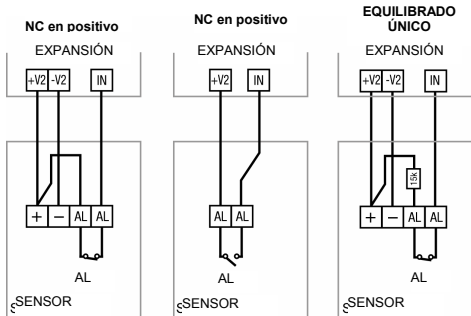 NC en positivo
EXPANSIÓN
+V2 -V2 IN
+ - AL AL
AL
SENSOR
NC en positivo
EXPANSIÓN
+V2 IN
AL AL
AL
SENSOR
EQUILIBRADO
ÚNICO
EXPANSIÓN
+V2 -V2 IN
15k
+ - AL AL
AL
SENSOR